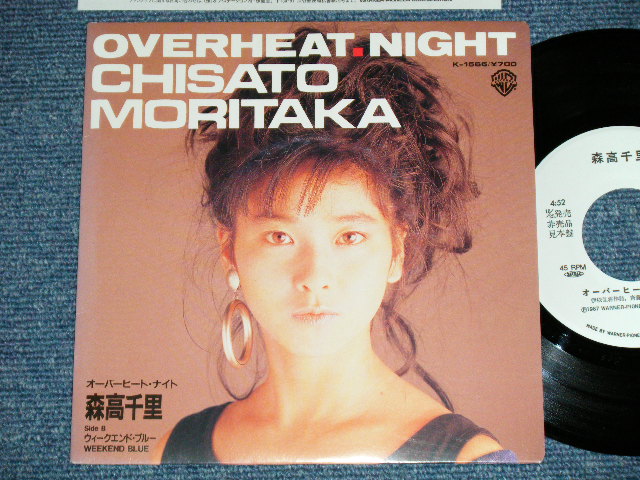 OVERHEAT.NIGHT
K-1566/¥700
CHISATO
MORITAKA
オーバーヒート・ナイト
森高千里
Side B
ウィークエンド・ブルー
WEEKEND BLUE
森高千里
4:52
非売品
見本盤
45 RPM
オーバーヒー
MADE BY WARNER-PIONE